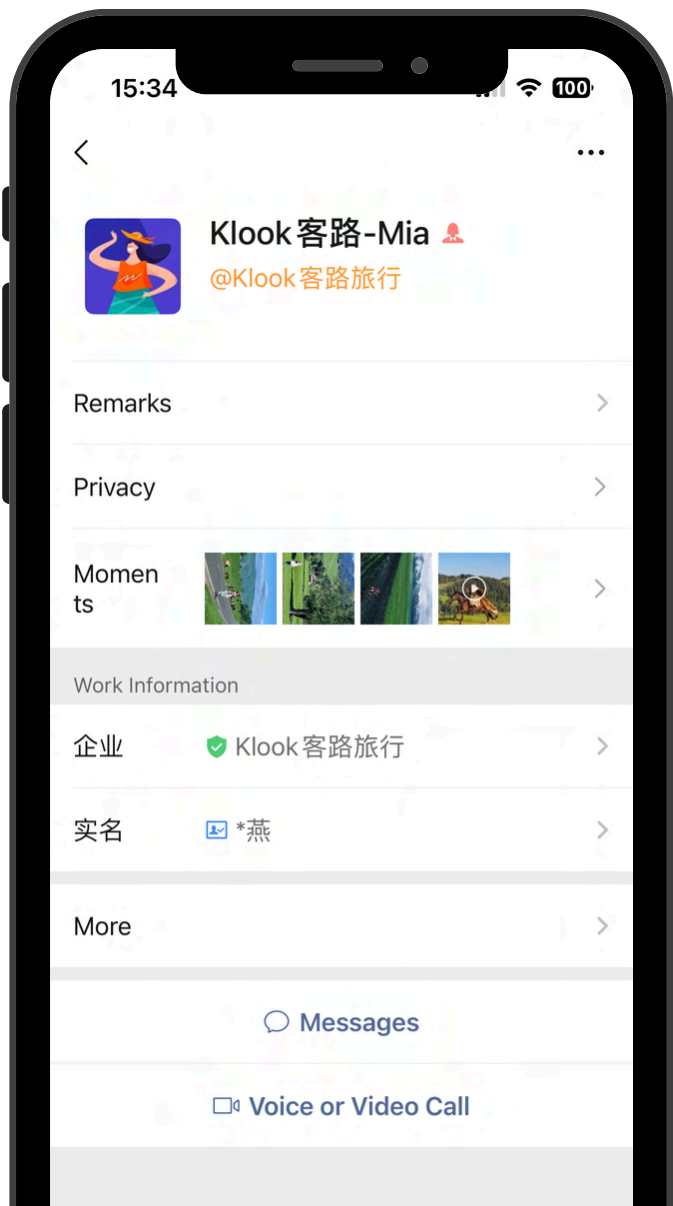 15:34
100
Klook客路-Mia
@Klook客路旅行
Remarks
Privacy
Momen
ts
Work Information
企业 Klook客路旅行
实名 *燕
More
Messages
Voice or Video Call